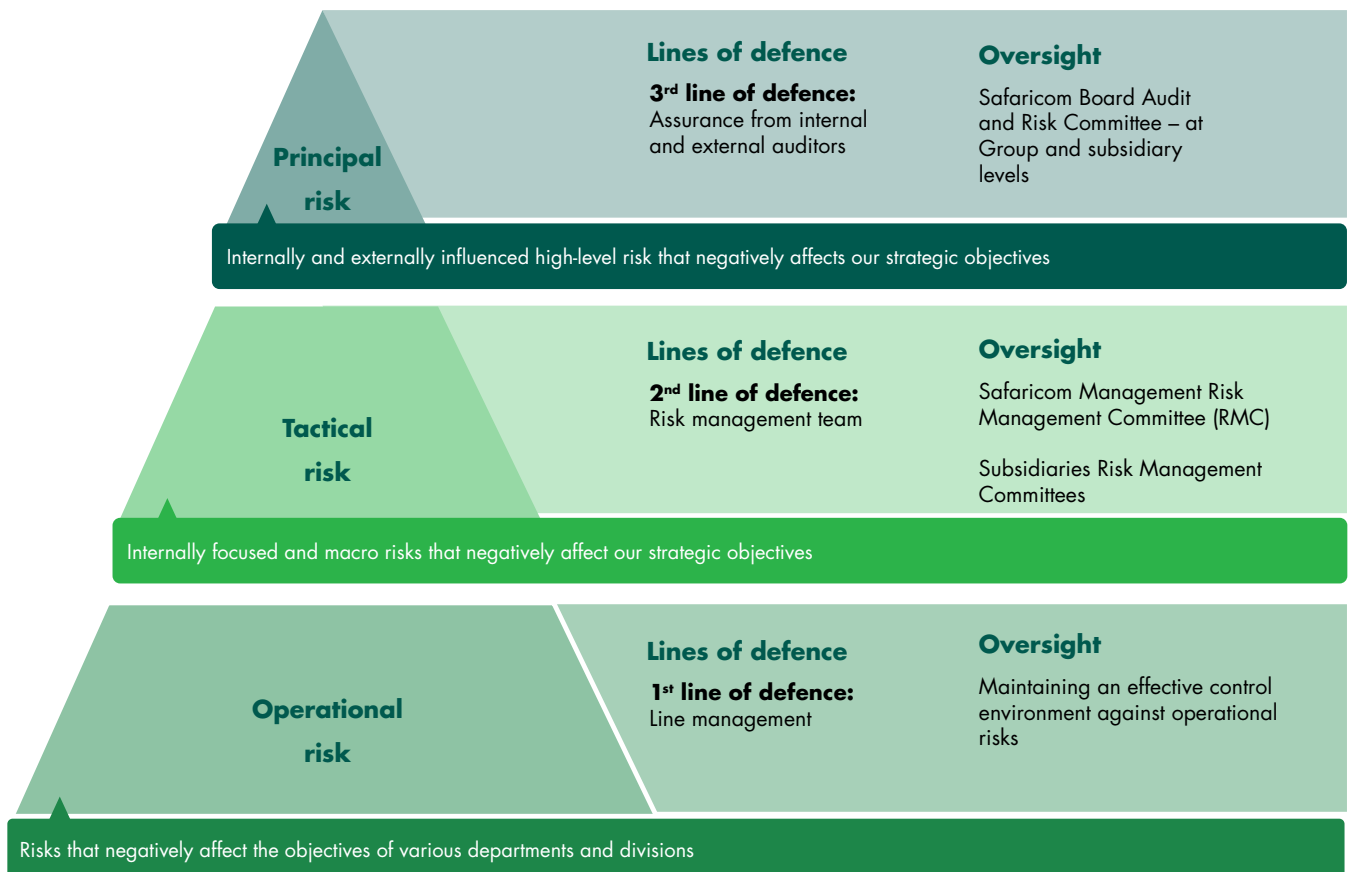 Principal
risk
Lines of defence
3rd line of defence:
Assurance from internal
and external auditors
Oversight
Safaricom Board Audit
and Risk Committee – at
Group and subsidiary
levels
Internally and externally influenced high-level risk that negatively affects our strategic objectives
Tactical
risk
Lines of defence
2nd line of defence:
Risk management team
Oversight
Safaricom Management Risk
Management Committee (RMC)
Subsidiaries Risk Management
Committees
Internally focused and macro risks that negatively affect our strategic objectives
Operational
risk
Lines of defence
1st line of defence:
Line management
Oversight
Maintaining an effective control
environment against operational
risks
Risks that negatively affect the objectives of various departments and divisions